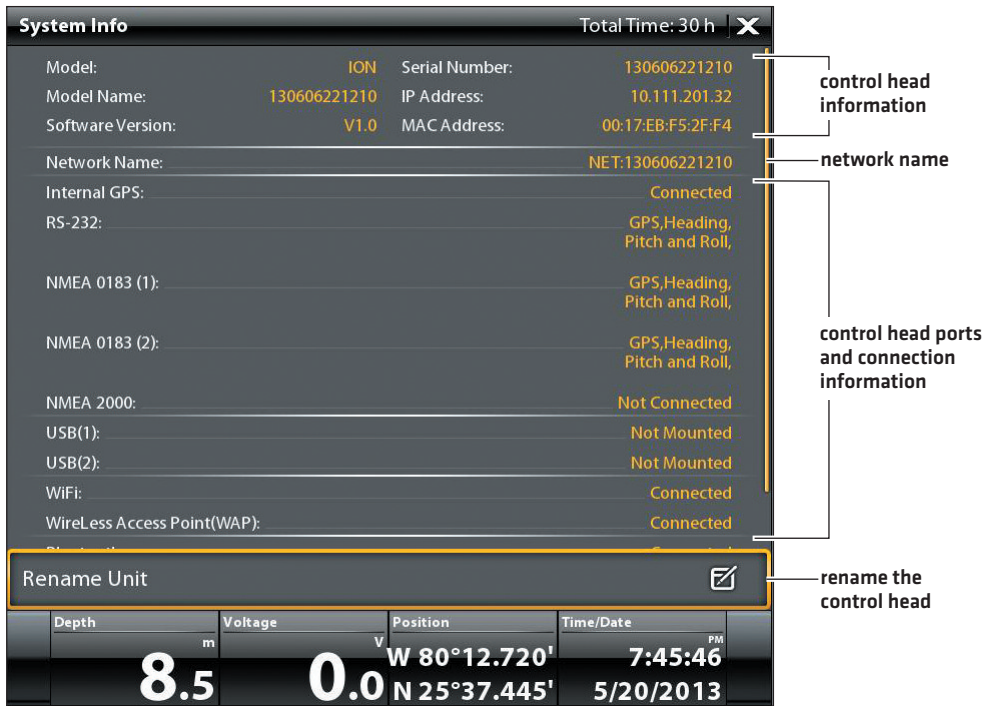 System Info Total Time: 30 h
Model: ION Serial Number: 130606221210
Model Name: 130606221210 IP Address: 10.111.201.32
Software Version: V1.0 MAC Address: 00:17:EB:F5:2F:F4
control head
information
Network Name: NET:130606221210
network name
Internal GPS: Connected
RS-232: GPS,Heading,
Pitch and Roll,
NMEA 0183 (1): GPS,Heading,
Pitch and Roll,
NMEA 0183 (2): GPS,Heading,
Pitch and Roll,
control head ports
and connection
information
NMEA 2000: Not Connected
USB(1): Not Mounted
USB(2): Not Mounted
WiFi: Connected
WireLess Access Point(WAP): Connected
Rename Unit
rename the
control head
Depth Voltage Position Time/Date
m V PM
8.5 0.0 W 80°12.720' 7:45:46
N 25°37.445' 5/20/2013